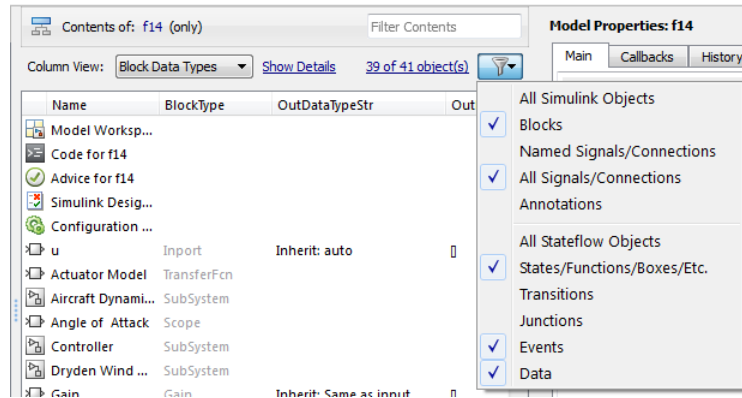 Contents of: f14 (only)
Filter Contents
Model Properties: f14
Column View: Block Data Types Show Details 39 of 41 object(s)
Main Callbacks History
Name BlockType OutDataTypeStr Out
Model Worksp...
Code for f14
Advice for f14
Simulink Desig...
Configuration ...
u Inport Inherit: auto []
Actuator Model TransferFcn
Aircraft Dynami... SubSystem
Angle of Attack Scope
Controller SubSystem
Dryden Wind ... SubSystem
Gain Gain Inherit: Same as input []
All Simulink Objects
Blocks
Named Signals/Connections
All Signals/Connections
Annotations
All Stateflow Objects
States/Functions/Boxes/Etc.
Transitions
Junctions
Events
Data